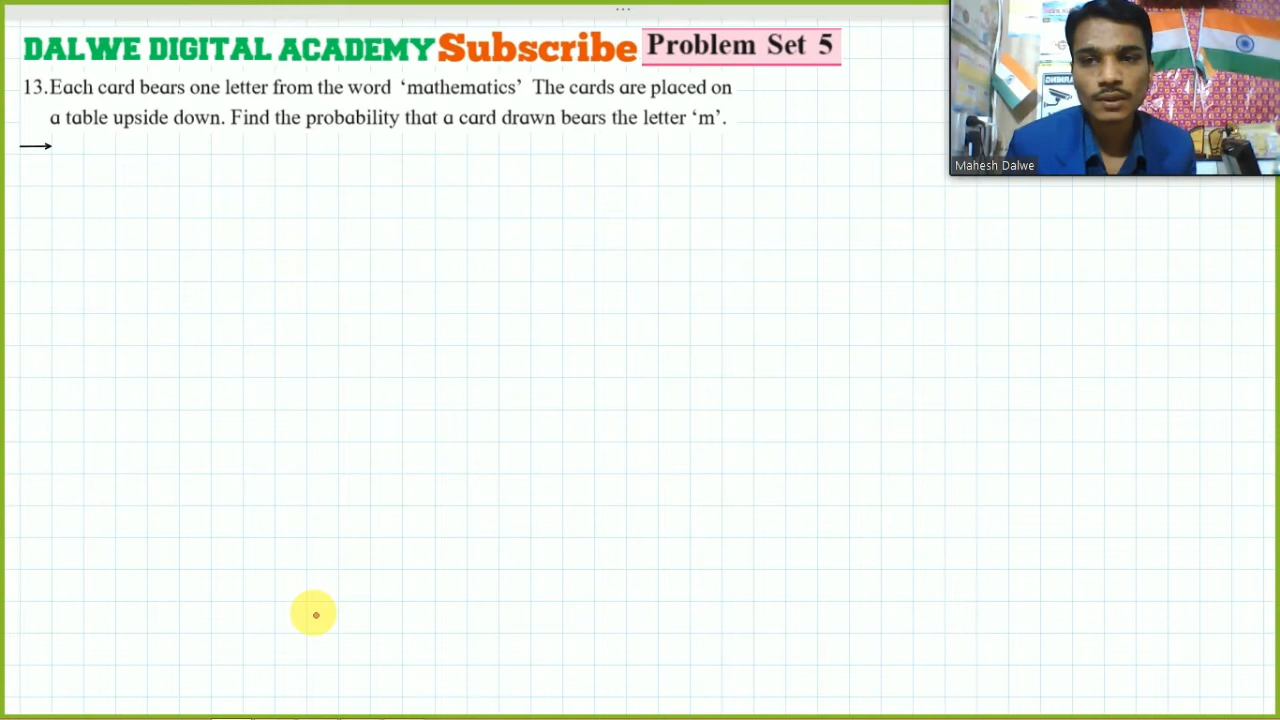 DALWE DIGITAL ACADEMY Subscribe Problem Set 5
13.Each card bears one letter from the word ‘mathematics’ The cards are placed on
a table upside down. Find the probability that a card drawn bears the letter ‘m’.
Mahesh Dalwe